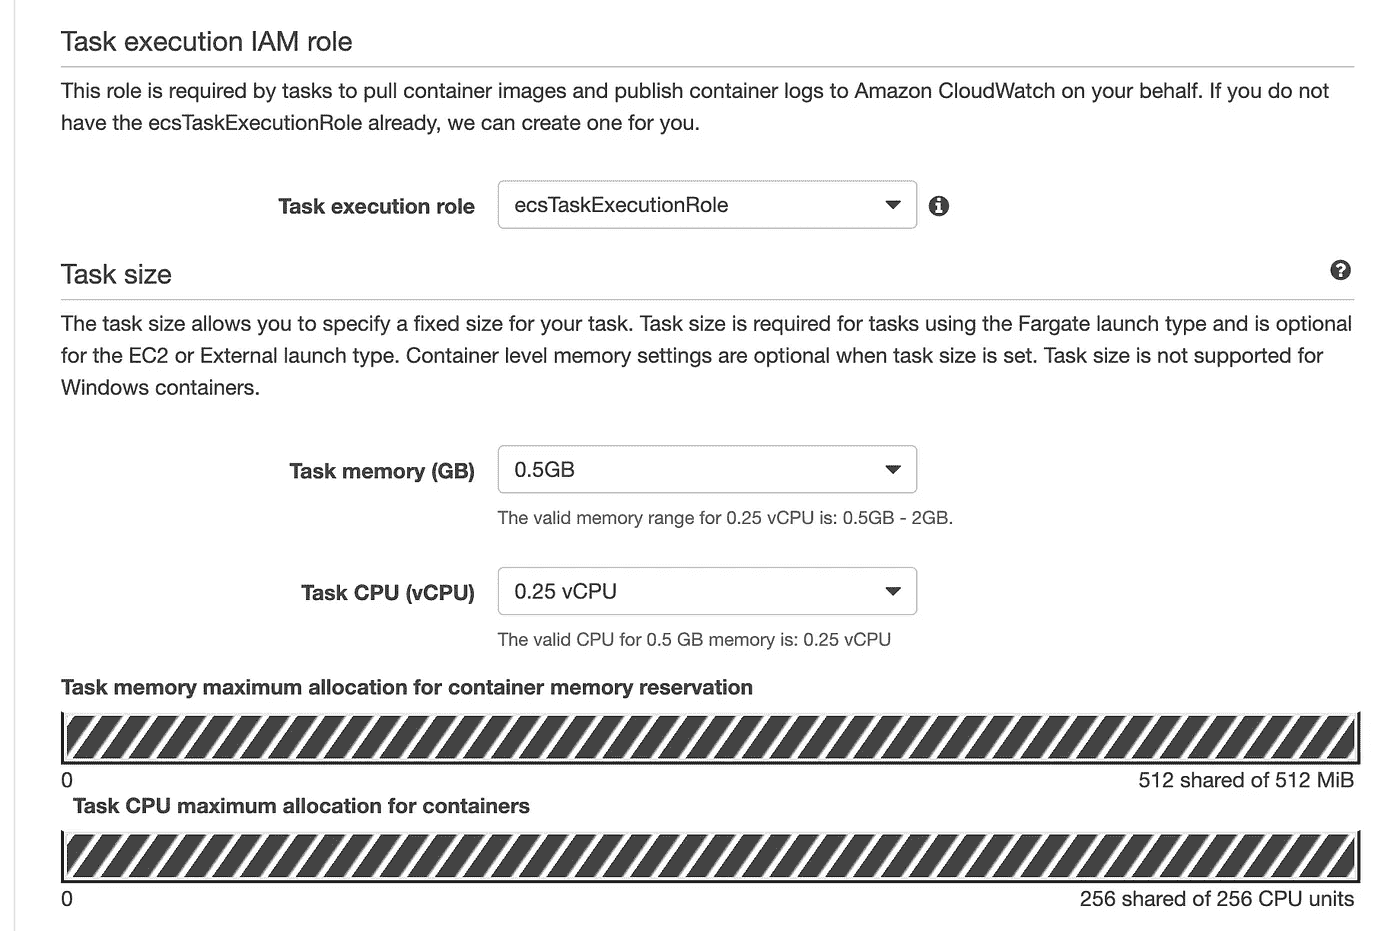 Task execution IAM role
This role is required by tasks to pull container images and publish container logs to Amazon CloudWatch on your behalf. If you do not
have the ecsTaskExecutionRole already, we can create one for you.
Task execution role ecsTaskExecutionRole
Task size
The task size allows you to specify a fixed size for your task. Task size is required for tasks using the Fargate launch type and is optional
for the EC2 or External launch type. Container level memory settings are optional when task size is set. Task size is not supported for
Windows containers.
Task memory (GB) 0.5GB
The valid memory range for 0.25 vCPU is: 0.5GB - 2GB.
Task CPU (vCPU) 0.25 vCPU
The valid CPU for 0.5 GB memory is: 0.25 vCPU
Task memory maximum allocation for container memory reservation
0 512 shared of 512 MiB
Task CPU maximum allocation for containers
0 256 shared of 256 CPU units